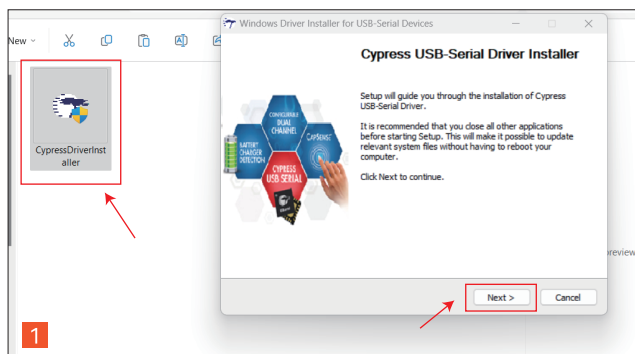 New
CypressDriverInst
aller
Windows Driver Installer for USB-Serial Devices
Cypress USB-Serial Driver Installer
Setup will guide you through the installation of Cypress
USB-Serial Driver.
It is recommended that you close all other applications
before starting Setup. This will make it possible to update
relevant system files without having to reboot your
computer.
Click Next to continue.
CONFIGURABLE
DUAL
CHANNEL
CAPSENSE
BATTERY
CHARGER
DETECTION
CYPRESS
USB SERIAL
preview
Next >
Cancel
1